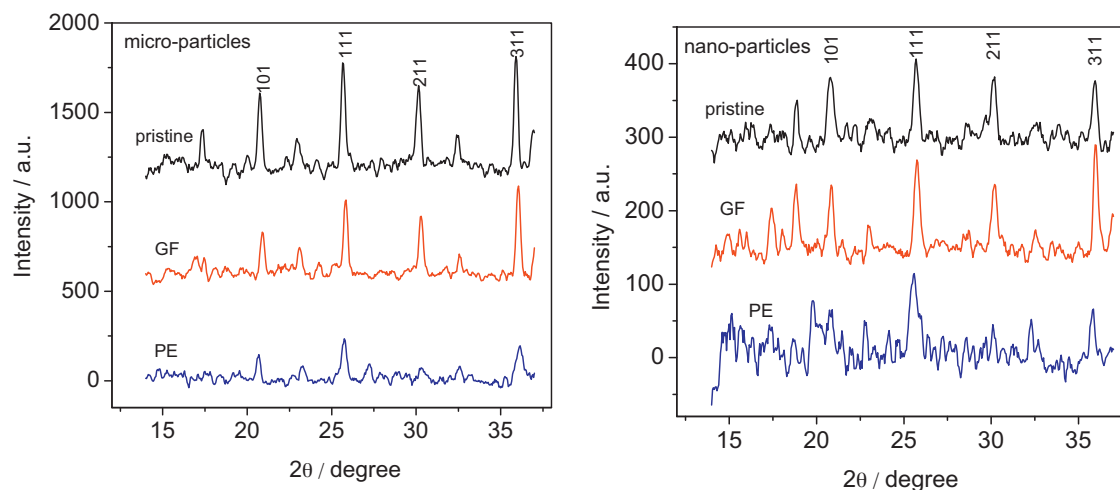 2000
1500
1000
500
0
Intensity / a.u.
micro-particles
101
111
211
311
pristine
GF
PE
20
25
30
35
2θ / degree
400
300
200
100
0
Intensity / a.u.
nano-particles
101
111
211
311
pristine
GF
PE
15
20
25
30
35
2θ / degree